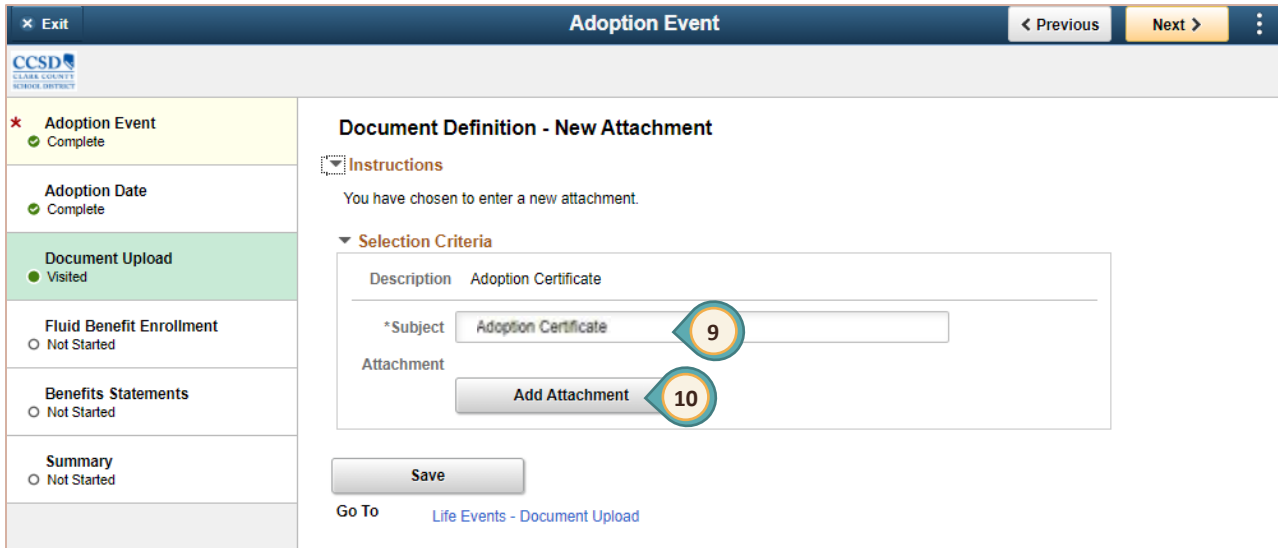 × Exit
Adoption Event
< Previous
Next >
CCSD
CLARK COUNTY
SCHOOL DISTRICT
* Adoption Event
Complete
Adoption Date
Complete
Document Upload
Visited
Fluid Benefit Enrollment
Not Started
Benefits Statements
Not Started
Summary
Not Started
Document Definition - New Attachment
Instructions
You have chosen to enter a new attachment.
Selection Criteria
Description Adoption Certificate
*Subject Adoption Certificate 9
Attachment
Add Attachment 10
Save
Go To Life Events - Document Upload